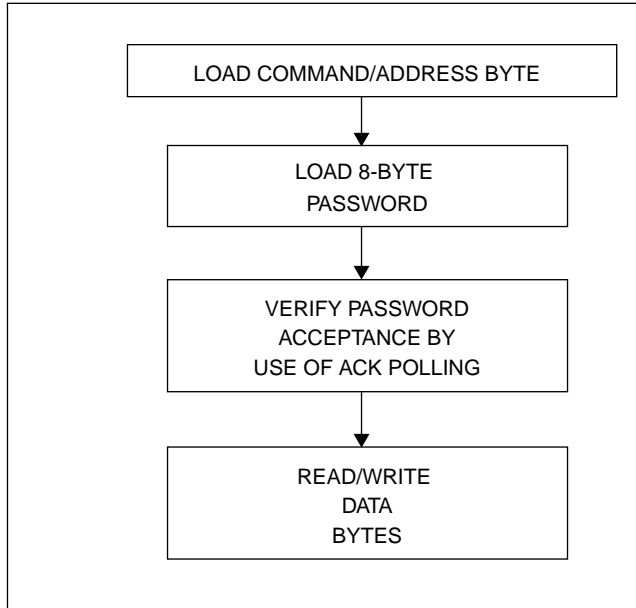 LOAD COMMAND/ADDRESS BYTE
LOAD 8-BYTE
PASSWORD
VERIFY PASSWORD
ACCEPTANCE BY
USE OF ACK POLLING
READ/WRITE
DATA
BYTES